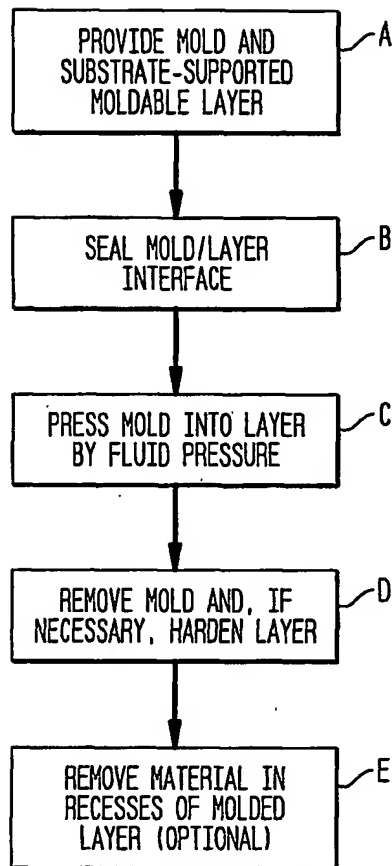 PROVIDE MOLD AND
SUBSTRATE-SUPPORTED
MOLDABLE LAYER
A
SEAL MOLD/LAYER
INTERFACE
B
PRESS MOLD INTO LAYER
BY FLUID PRESSURE
C
REMOVE MOLD AND, IF
NECESSARY, HARDEN LAYER
D
REMOVE MATERIAL IN
RECESSES OF MOLDED
LAYER (OPTIONAL)
E